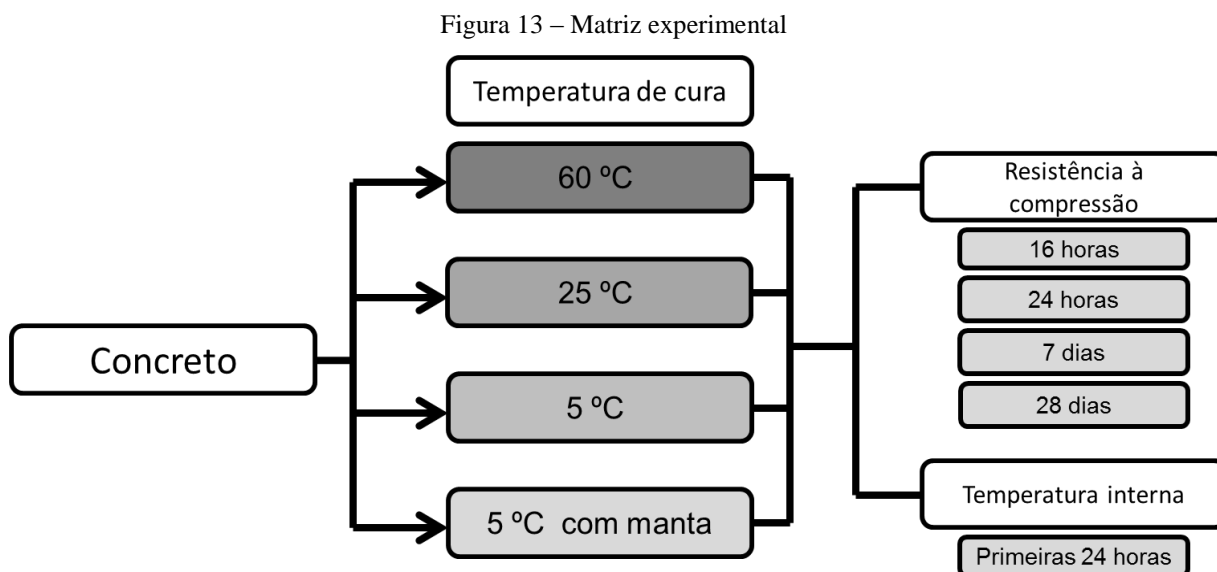 Figura 13 – Matriz experimental
Temperatura de cura
60 ºC
25 ºC
5 ºC
5 ºC com manta
Concreto
Resistência à
compressão
16 horas
24 horas
7 dias
28 dias
Temperatura interna
Primeiras 24 horas